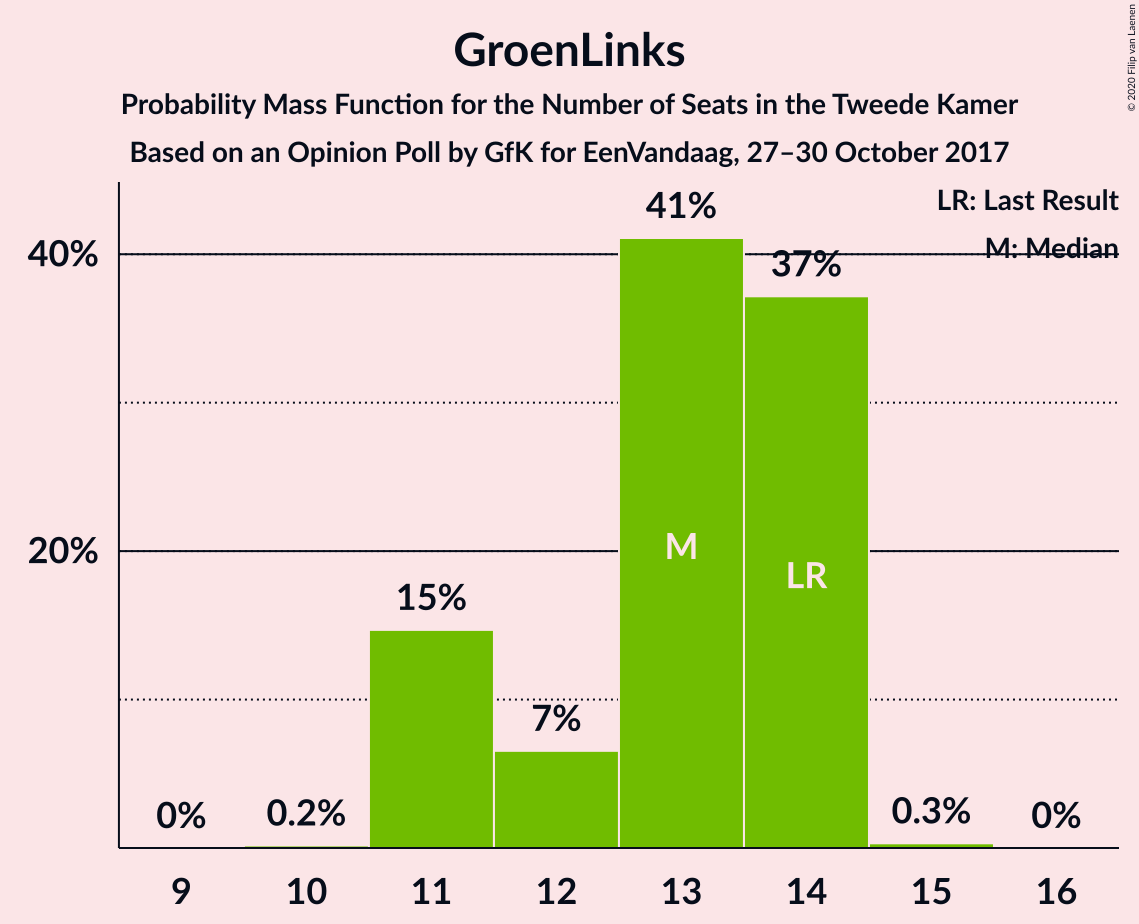 GroenLinks
Probability Mass Function for the Number of Seats in the Tweede Kamer
Based on an Opinion Poll by GfK for EenVandaag, 27–30 October 2017
© 2020 Filip van Laenen
LR: Last Result
M: Median
40%
20%
0%
0.2%
15%
7%
41%
37%
0.3%
0%
M
LR
9 10 11 12 13 14 15 16